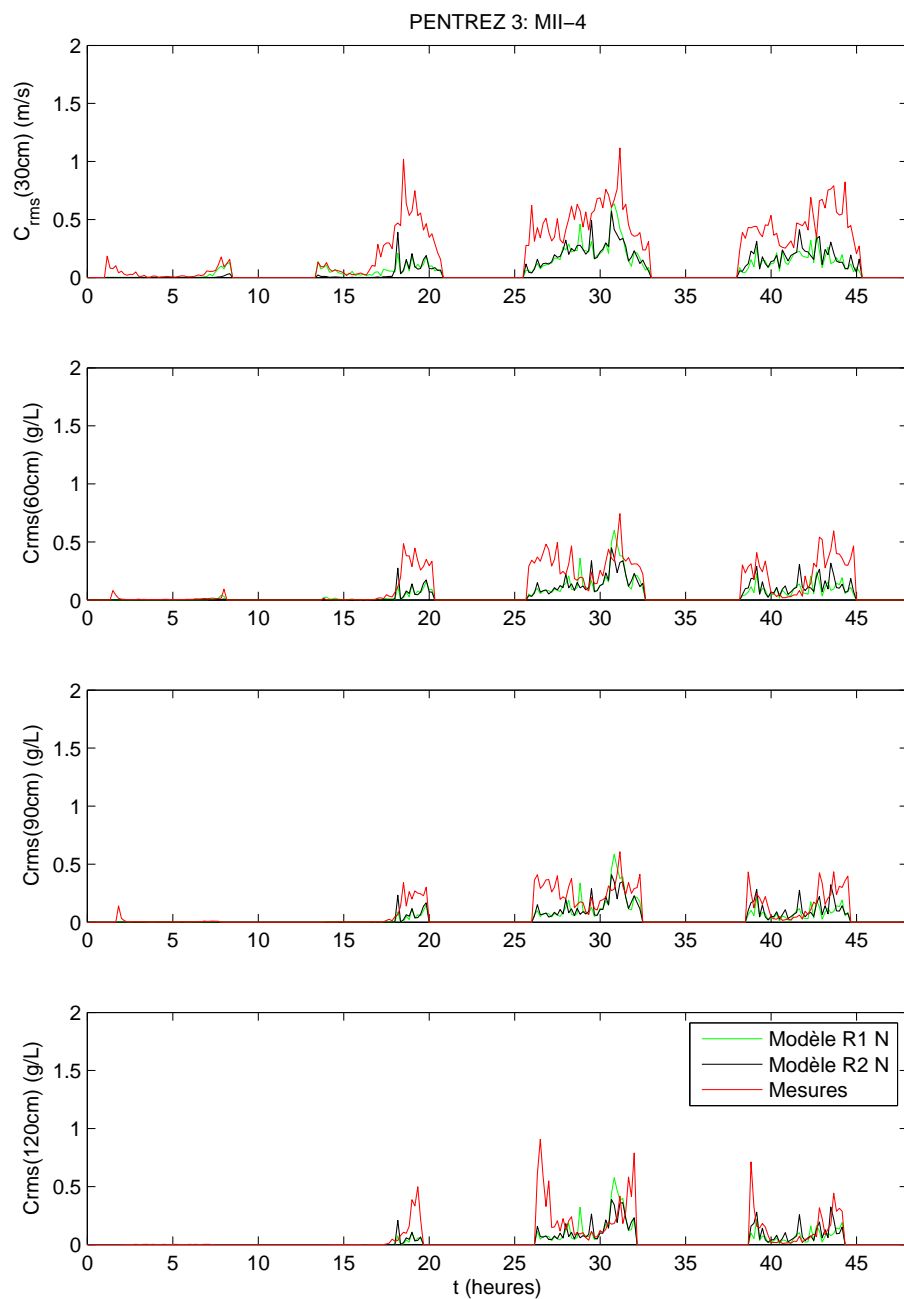 PENTREZ 3: MII−4
2
1.5
1
0.5
0
C_rms(30cm) (m/s)
0 5 10 15 20 25 30 35 40 45
2
1.5
1
0.5
0
Crms(60cm) (g/L)
0 5 10 15 20 25 30 35 40 45
2
1.5
1
0.5
0
Crms(90cm) (g/L)
0 5 10 15 20 25 30 35 40 45
2
1.5
1
0.5
0
Crms(120cm) (g/L)
Modèle R1 N
Modèle R2 N
Mesures
0 5 10 15 20 25 30 35 40 45
t (heures)